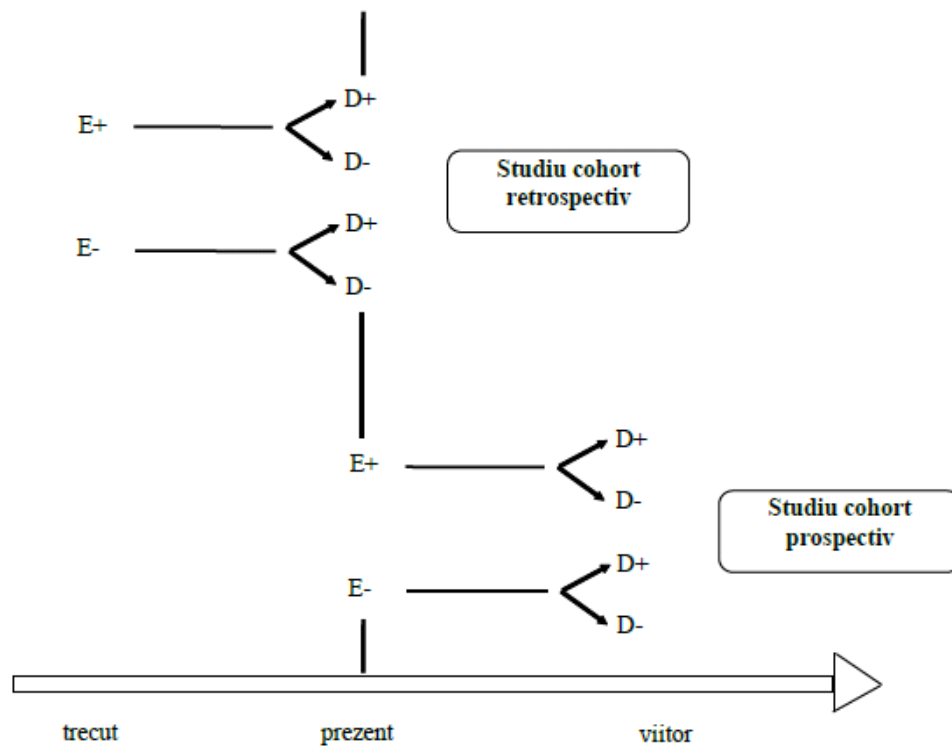 D+
E+
D-
Studiu cohort
retrospectiv
D+
E-
D-
D+
E+
D-
Studiu cohort
prospectiv
D+
E-
D-
trecut prezent viitor